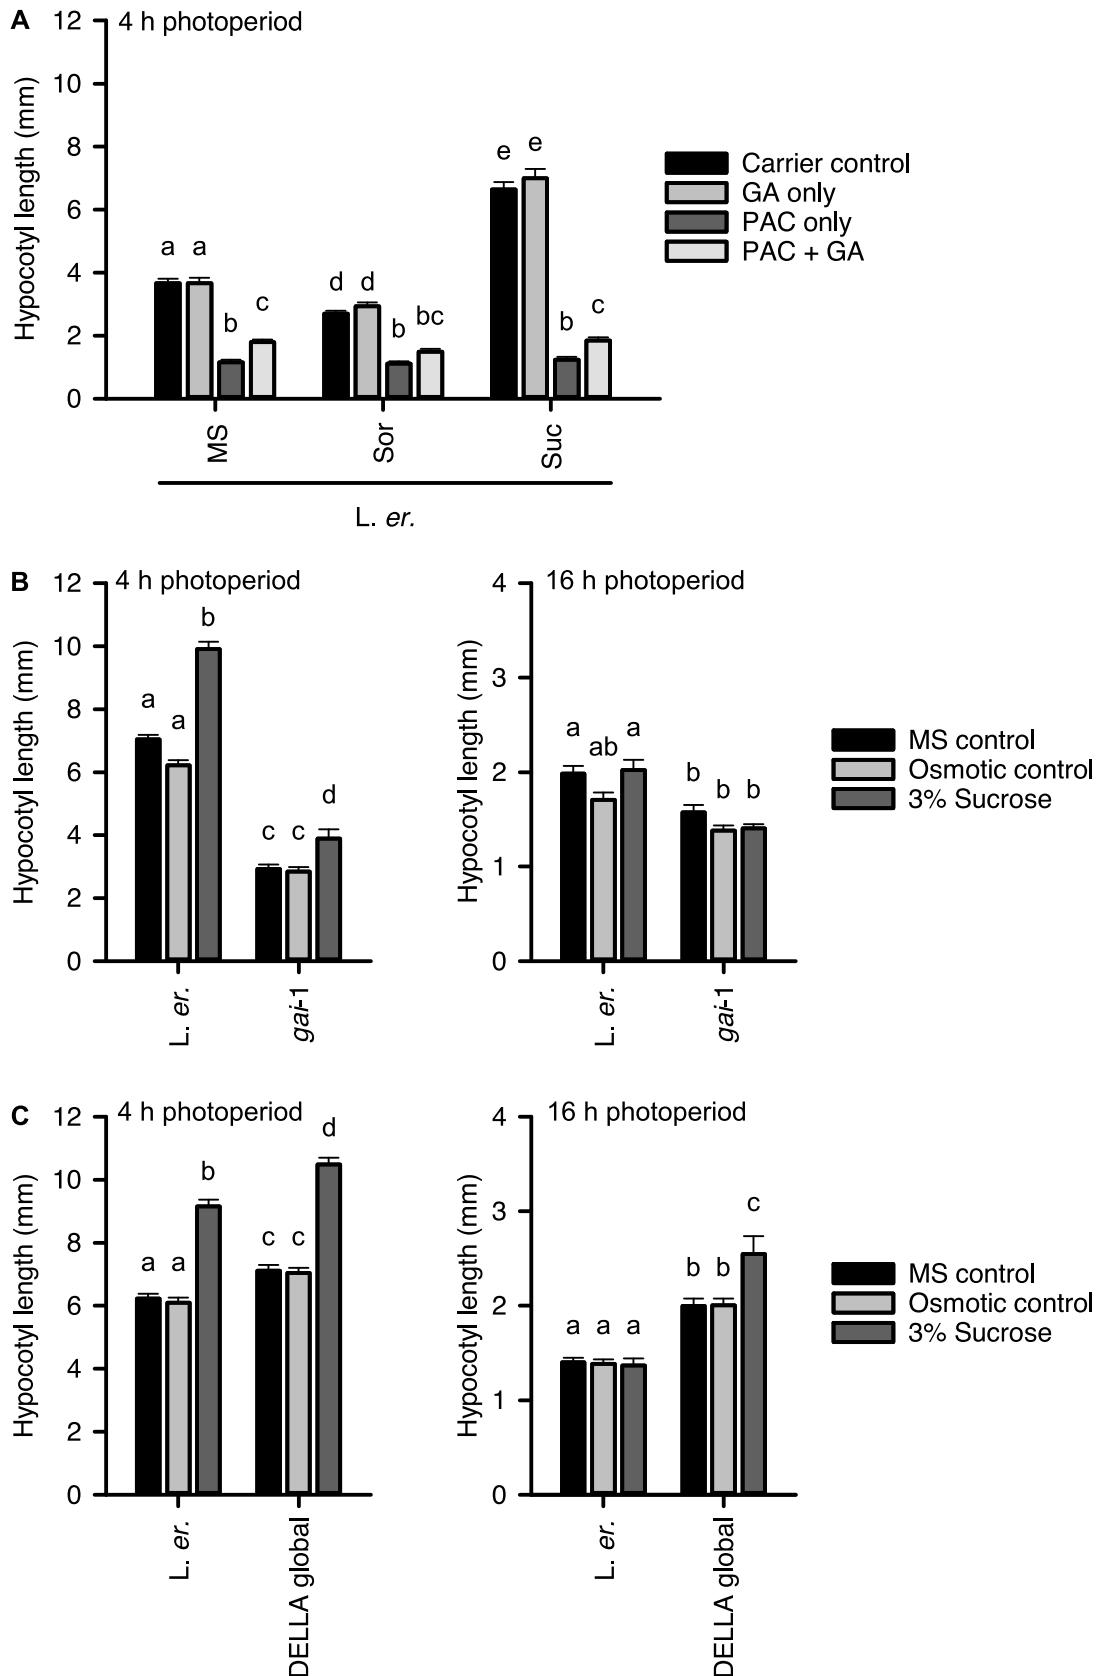 A
4 h photoperiod
Hypocotyl length (mm)
12
10
8
6
4
2
0
a a b c
d d b bc
e e b c
MS
Sor
Suc
L. er.
Carrier control
GA only
PAC only
PAC + GA
B
4 h photoperiod
Hypocotyl length (mm)
12
10
8
6
4
2
0
a a b
c c d
L. er.
gai-1
16 h photoperiod
Hypocotyl length (mm)
4
3
2
1
0
a ab a
b b b
L. er.
gai-1
MS control
Osmotic control
3% Sucrose
C
4 h photoperiod
Hypocotyl length (mm)
12
10
8
6
4
2
0
a a b
c c d
L. er.
DELLA global
16 h photoperiod
Hypocotyl length (mm)
4
3
2
1
0
a a a
b b c
L. er.
DELLA global
MS control
Osmotic control
3% Sucrose